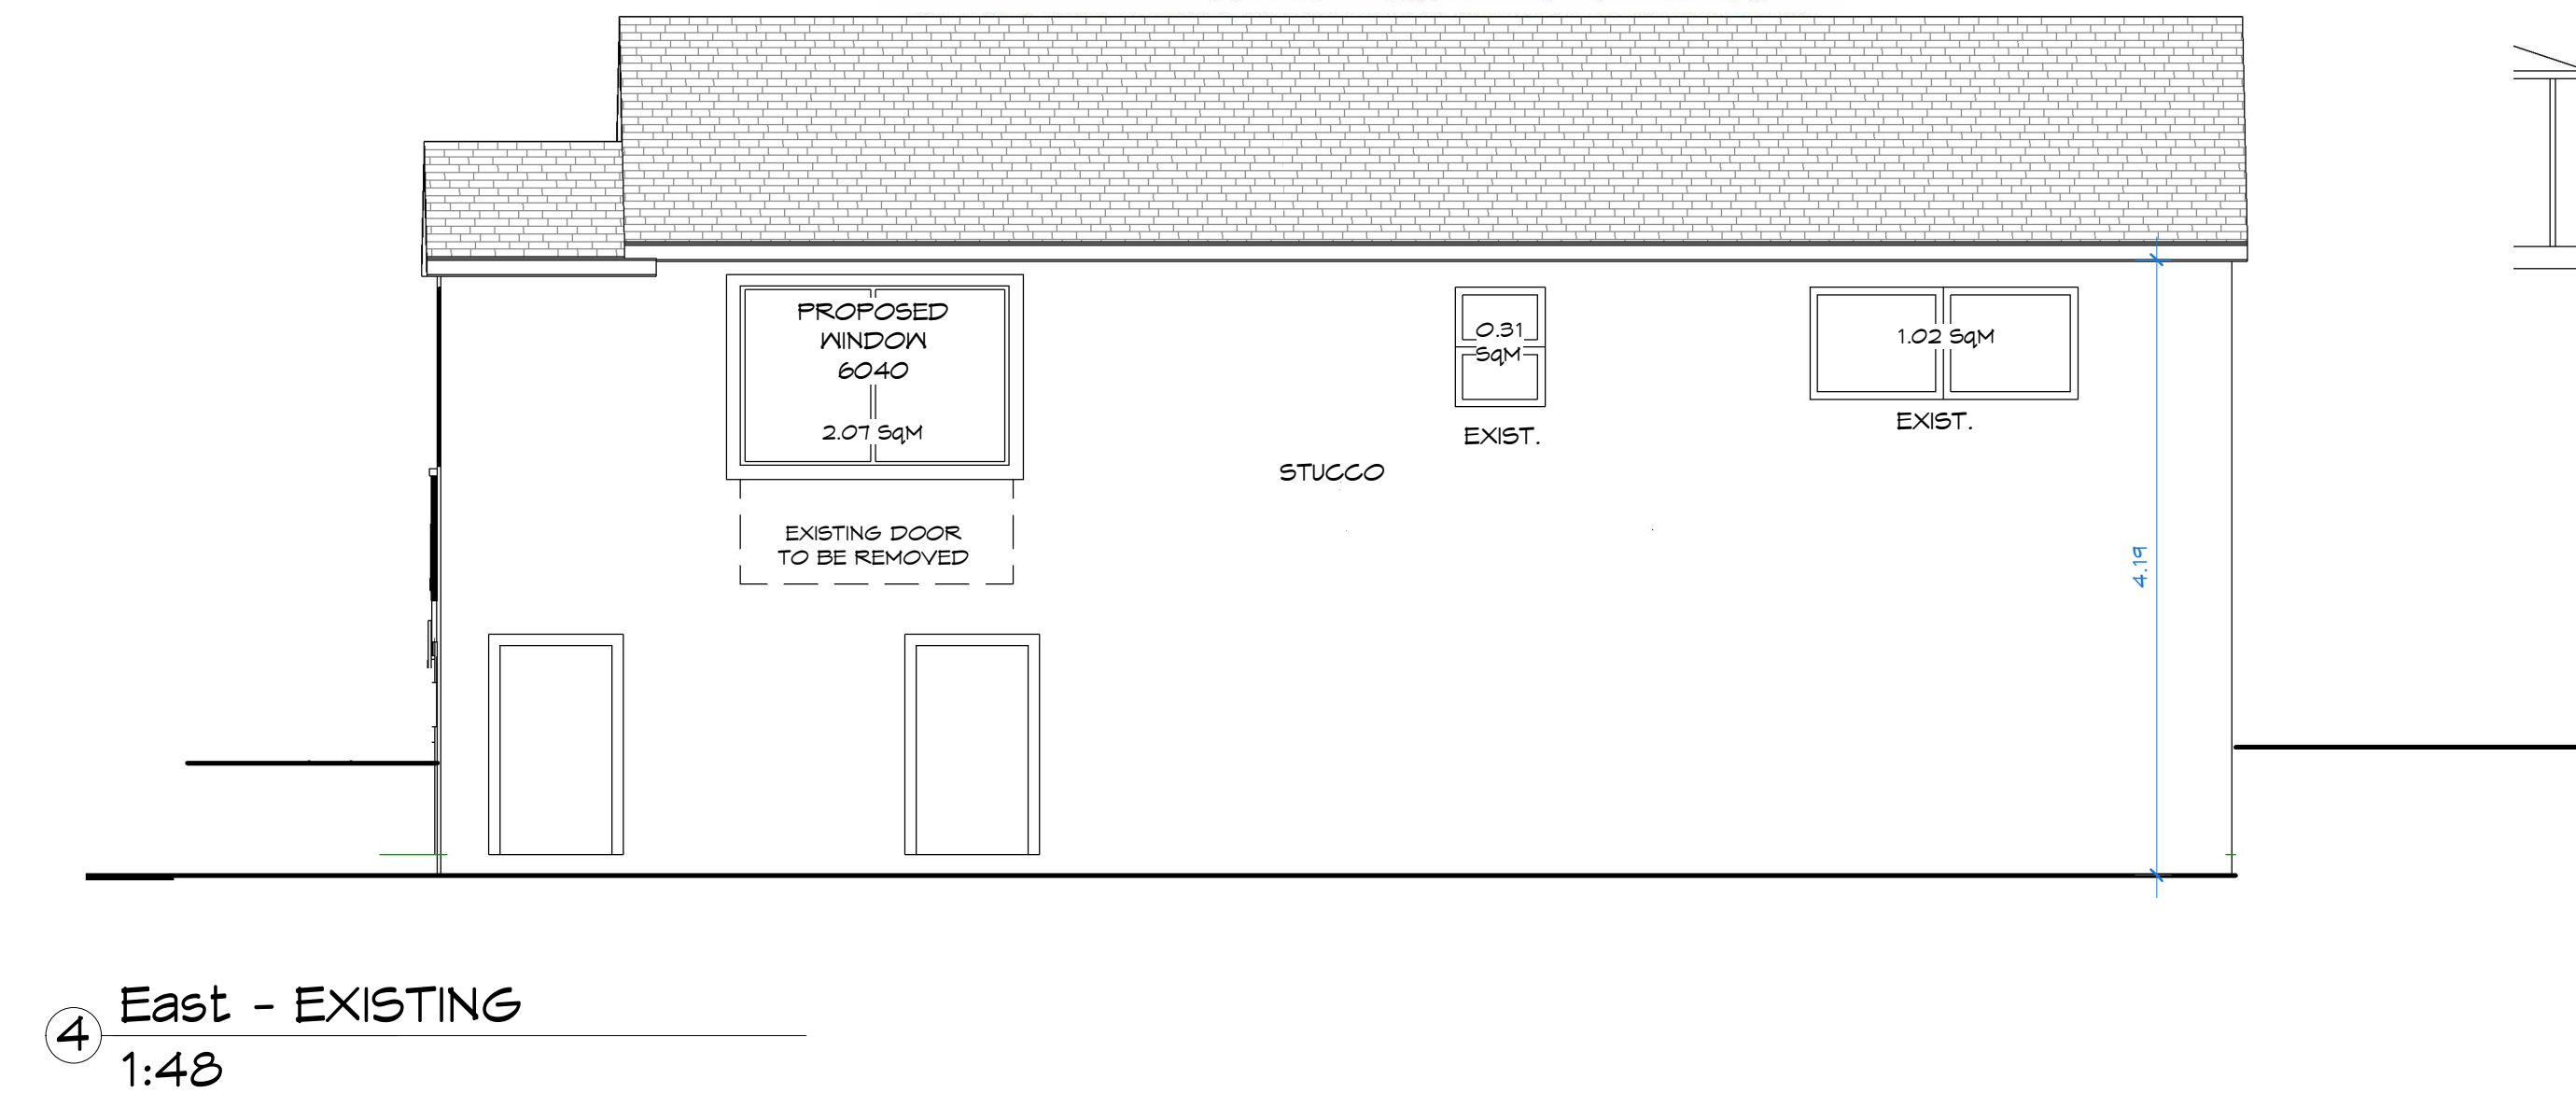 PROPOSED
WINDOW
6040
2.07 SqM
0.31
SqM
EXIST.
1.02 SqM
EXIST.
STUCCO
EXISTING DOOR
TO BE REMOVED
4.19
4
East - EXISTING
1:48